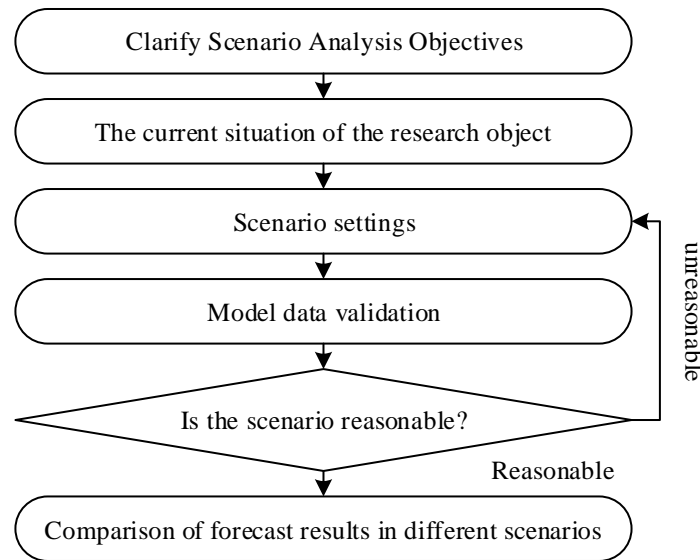 Clarify Scenario Analysis Objectives
The current situation of the research object
Scenario settings
unreasonable
Model data validation
Is the scenario reasonable?
Reasonable
Comparison of forecast results in different scenarios